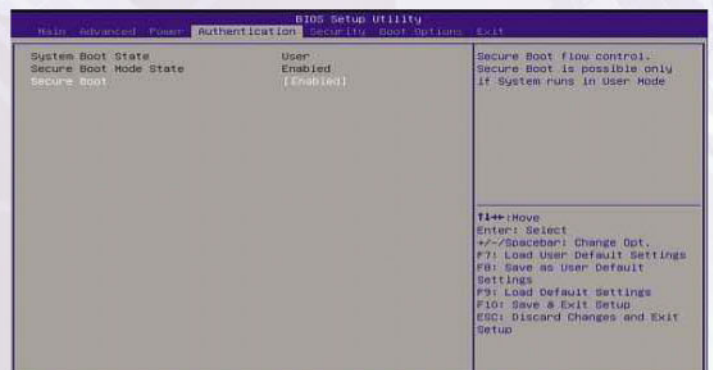 BIOS Setup Utility
Main Advanced Power Authentication Security Boot Options Exit
System Boot State User
Secure Boot Mode State Enabled
Secure Boot [Enabled]
Secure Boot flow control.
Secure Boot is possible only
if System runs in User Mode
↑↓←→:Move
Enter: Select
+/-/Spacebar: Change Opt.
F7: Load User Default Settings
F8: Save as User Default
Settings
F9: Load Default Settings
F10: Save & Exit Setup
ESC: Discard Changes and Exit
Setup